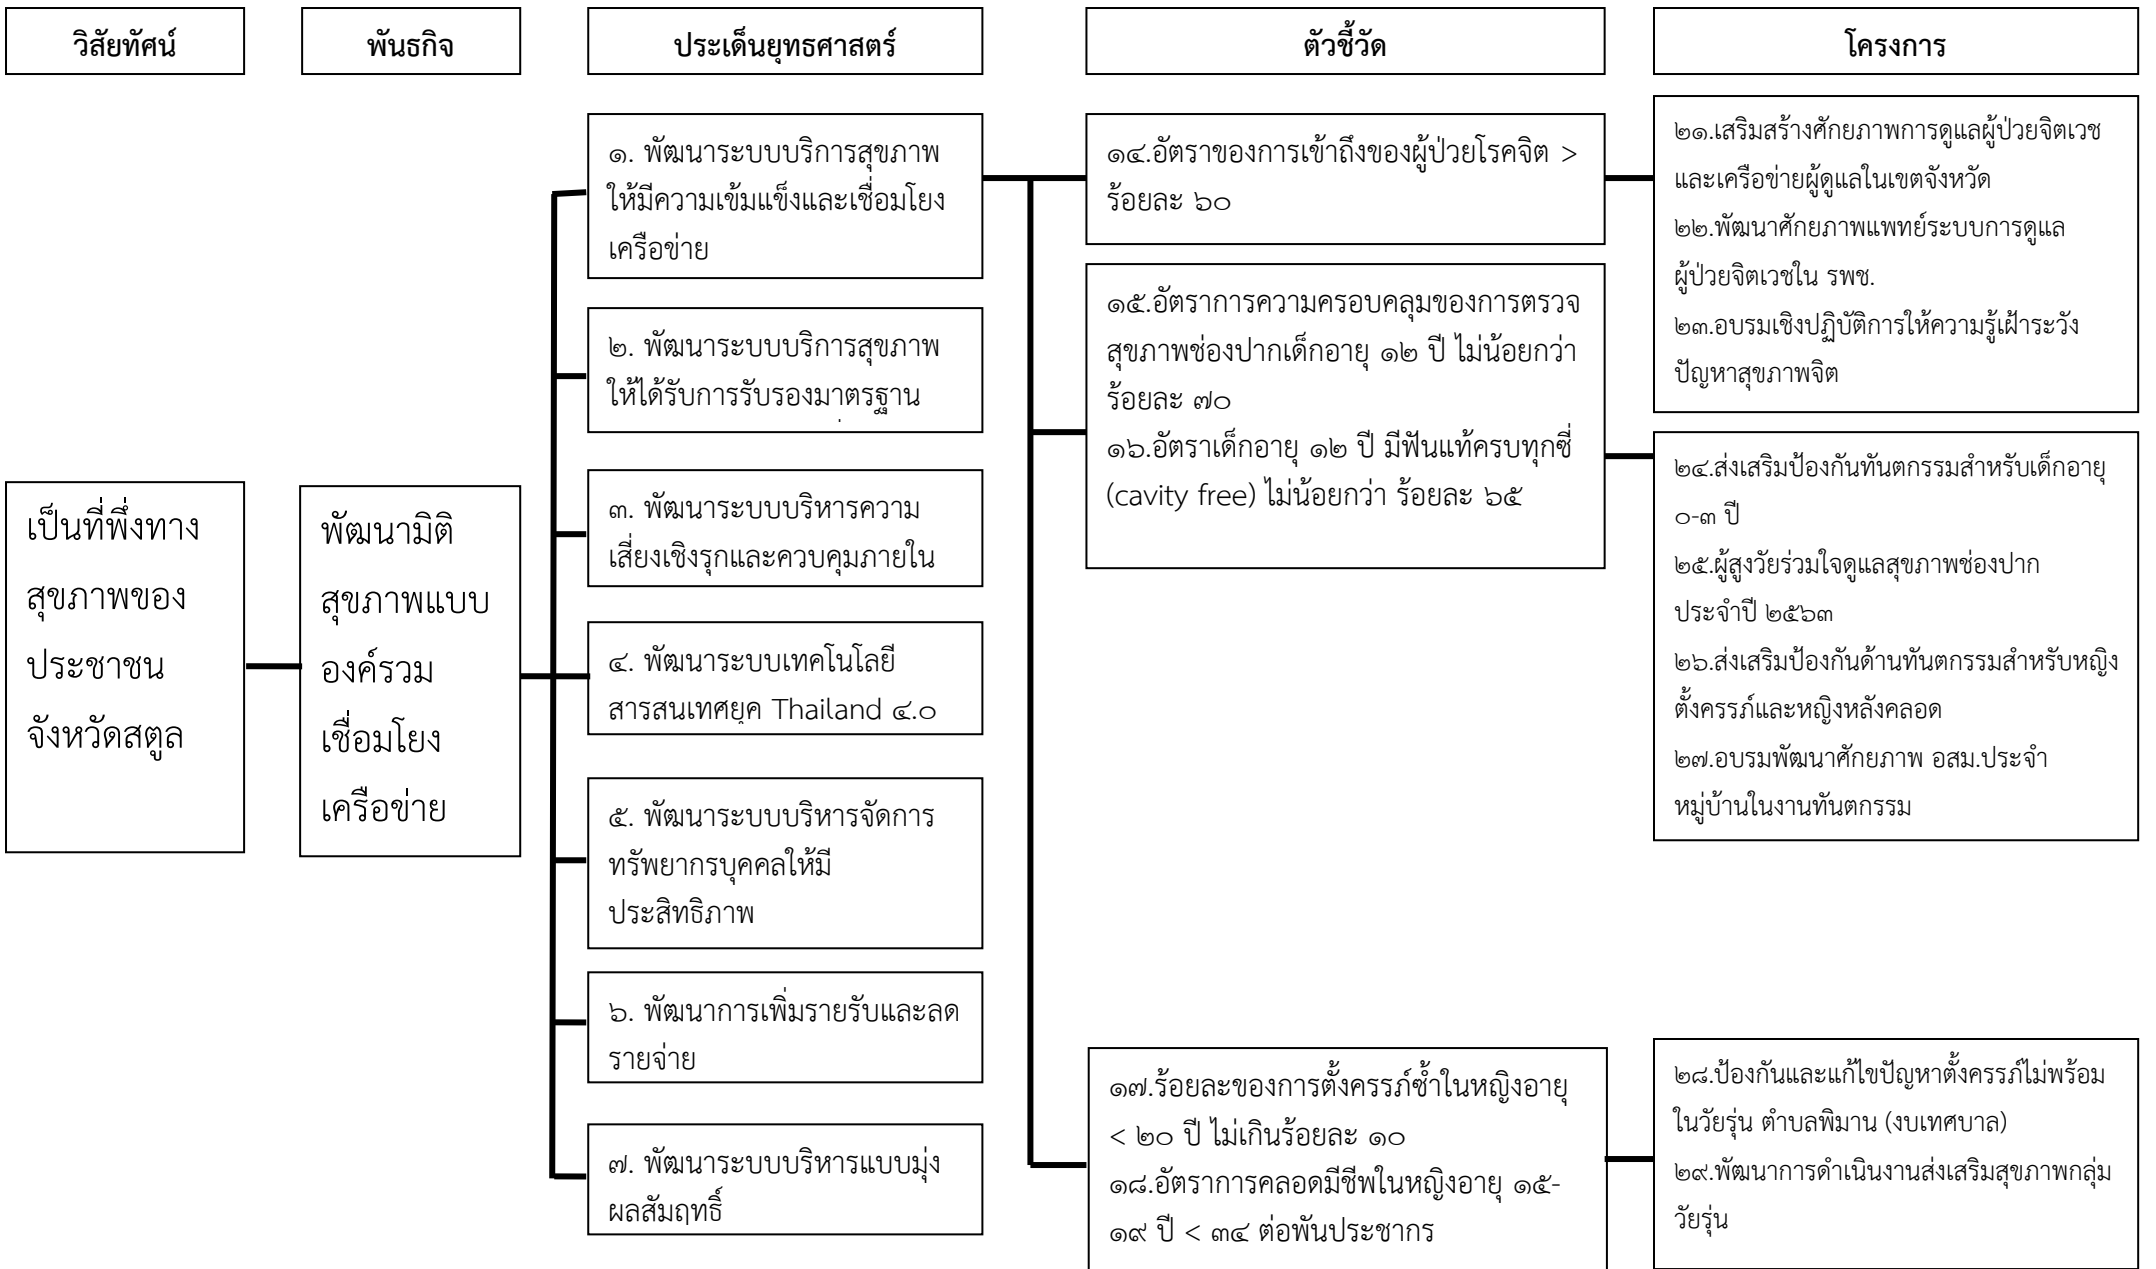 วิสัยทัศน์
พันธกิจ
ประเด็นยุทธศาสตร์
ตัวชี้วัด
โครงการ
เป็นที่พึ่งทาง
สุขภาพของ
ประชาชน
จังหวัดสตูล
พัฒนามิติ
สุขภาพแบบ
องค์รวม
เชื่อมโยง
เครือข่าย
๑. พัฒนาระบบบริการสุขภาพ
ให้มีความเข้มแข็งและเชื่อมโยง
เครือข่าย
๒. พัฒนาระบบบริการสุขภาพ
ให้ได้รับการรับรองมาตรฐาน
๓. พัฒนาระบบบริหารความ
เสี่ยงเชิงรุกและควบคุมภายใน
๔. พัฒนาระบบเทคโนโลยี
สารสนเทศยุค Thailand ๔.๐
๕. พัฒนาระบบบริหารจัดการ
ทรัพยากรบุคคลให้มี
ประสิทธิภาพ
๖. พัฒนาการเพิ่มรายรับและลด
รายจ่าย
๗. พัฒนาระบบบริหารแบบมุ่ง
ผลสัมฤทธิ์
๑๔.อัตราของการเข้าถึงของผู้ป่วยโรคจิต >
ร้อยละ ๖๐
๑๕.อัตราการความครอบคลุมของการตรวจ
สุขภาพช่องปากเด็กอายุ ๑๒ ปี ไม่น้อยกว่า
ร้อยละ ๗๐
๑๖.อัตราเด็กอายุ ๑๒ ปี มีฟันแท้ครบทุกซี่
(cavity free) ไม่น้อยกว่า ร้อยละ ๖๕
๑๗.ร้อยละของการตั้งครรภ์ซ้ำในหญิงอายุ
< ๒๐ ปี ไม่เกินร้อยละ ๑๐
๑๘.อัตราการคลอดมีชีพในหญิงอายุ ๑๕-
๑๙ ปี < ๓๔ ต่อพันประชากร
๒๑.เสริมสร้างศักยภาพการดูแลผู้ป่วยจิตเวช
และเครือข่ายผู้ดูแลในเขตจังหวัด
๒๒.พัฒนาศักยภาพแพทย์ระบบการดูแล
ผู้ป่วยจิตเวชใน รพช.
๒๓.อบรมเชิงปฏิบัติการให้ความรู้เฝ้าระวัง
ปัญหาสุขภาพจิต
๒๔.ส่งเสริมป้องกันทันตกรรมสำหรับเด็กอายุ
๐-๓ ปี
๒๕.ผู้สูงวัยร่วมใจดูแลสุขภาพช่องปาก
ประจำปี ๒๕๖๓
๒๖.ส่งเสริมป้องกันด้านทันตกรรมสำหรับหญิง
ตั้งครรภ์และหญิงหลังคลอด
๒๗.อบรมพัฒนาศักยภาพ อสม.ประจำ
หมู่บ้านในงานทันตกรรม
๒๘.ป้องกันและแก้ไขปัญหาตั้งครรภ์ไม่พร้อม
ในวัยรุ่น ตำบลพิมาน (งบเทศบาล)
๒๙.พัฒนาการดำเนินงานส่งเสริมสุขภาพกลุ่ม
วัยรุ่น